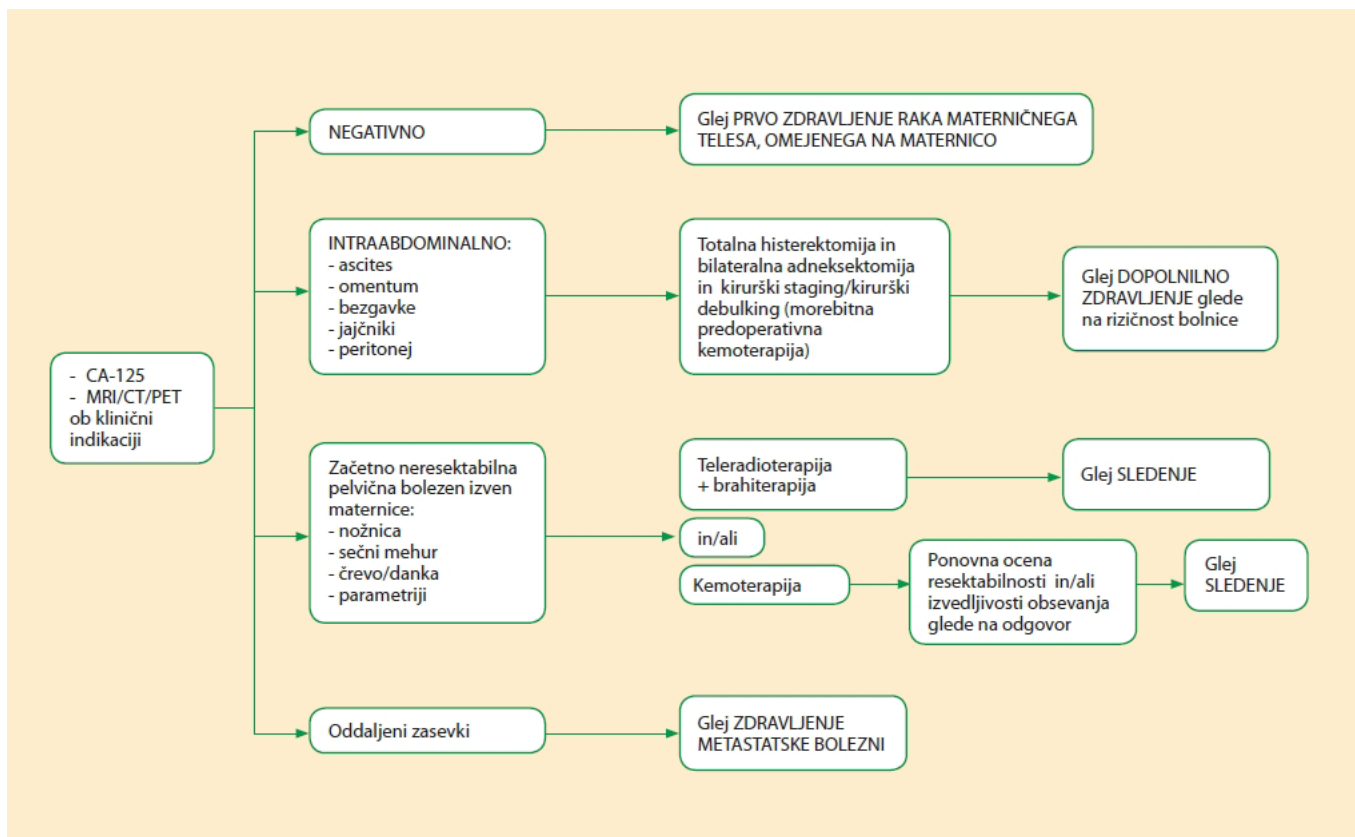 NEGATIVNO
Glej PRVO ZDRAVLJENJE RAKA MATERNIČNEGA
TELESA, OMEJENEGA NA MATERNICO
INTRAABDOMINALNO:
- ascites
- omentum
- bezgavke
- jajčniki
- peritonej
Totalna histerektomija in
bilateralna adneksektomija
in kirurški staging/kirurški
debulking (morebitna
predoperativna
kemoterapija)
Glej DOPOLNILNO
ZDRAVLJENJE glede
na rizičnost bolnice
- CA-125
- MRI/CT/PET
ob klinični
indikaciji
Začetno neresektabilna
pelvična bolezen izven
maternice:
- nožnica
- sečni mehur
- črevo/danka
- parametriji
Teleradioterapija
+ brahiterapija
Glej SLEDENJE
in/ali
Kemoterapija
Ponovna ocena
resektabilnosti in/ali
izvedljivosti obsevanja
glede na odgovor
Glej
SLEDENJE
Oddaljeni zasevki
Glej ZDRAVLJENJE
METASTATSKE BOLEZNI